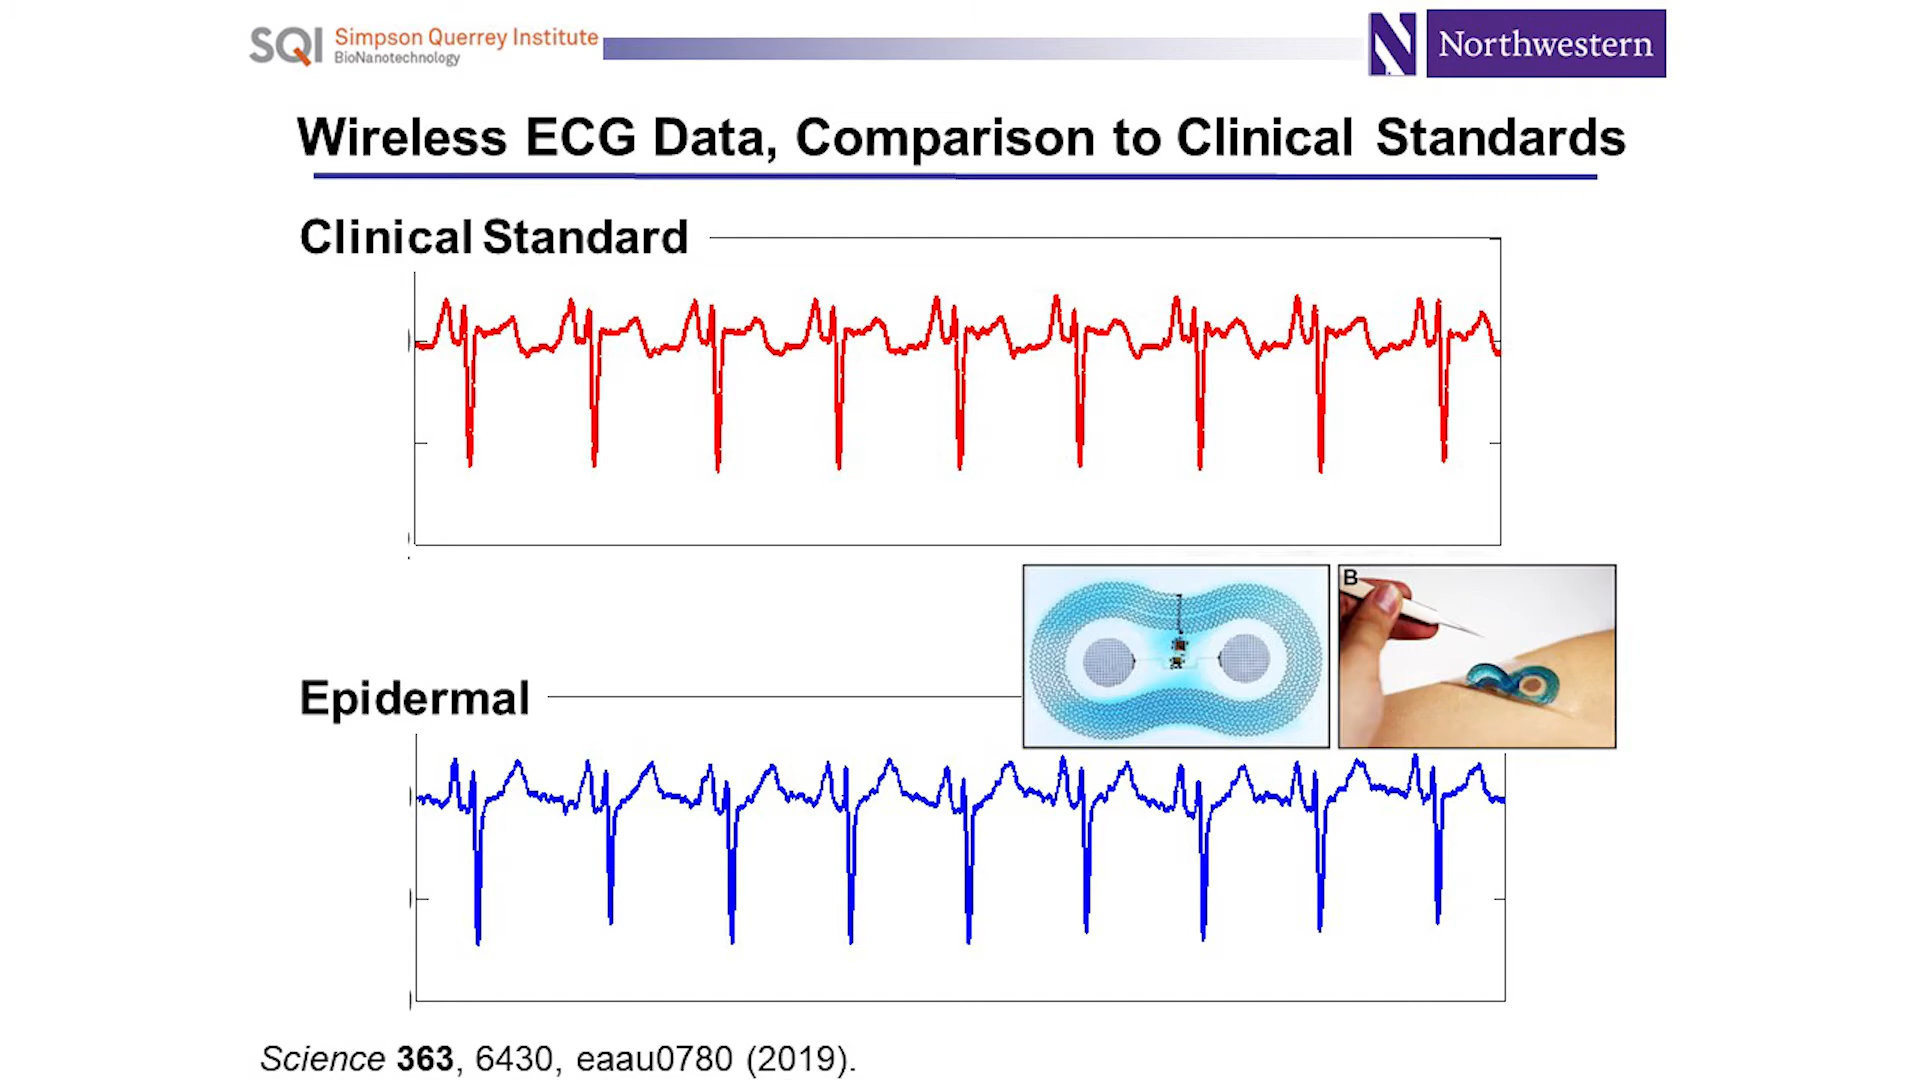 SQI Simpson Querrey Institute
BioNanotechnology
Northwestern
Wireless ECG Data, Comparison to Clinical Standards
Clinical Standard
B
Epidermal
Science 363, 6430, eaau0780 (2019).